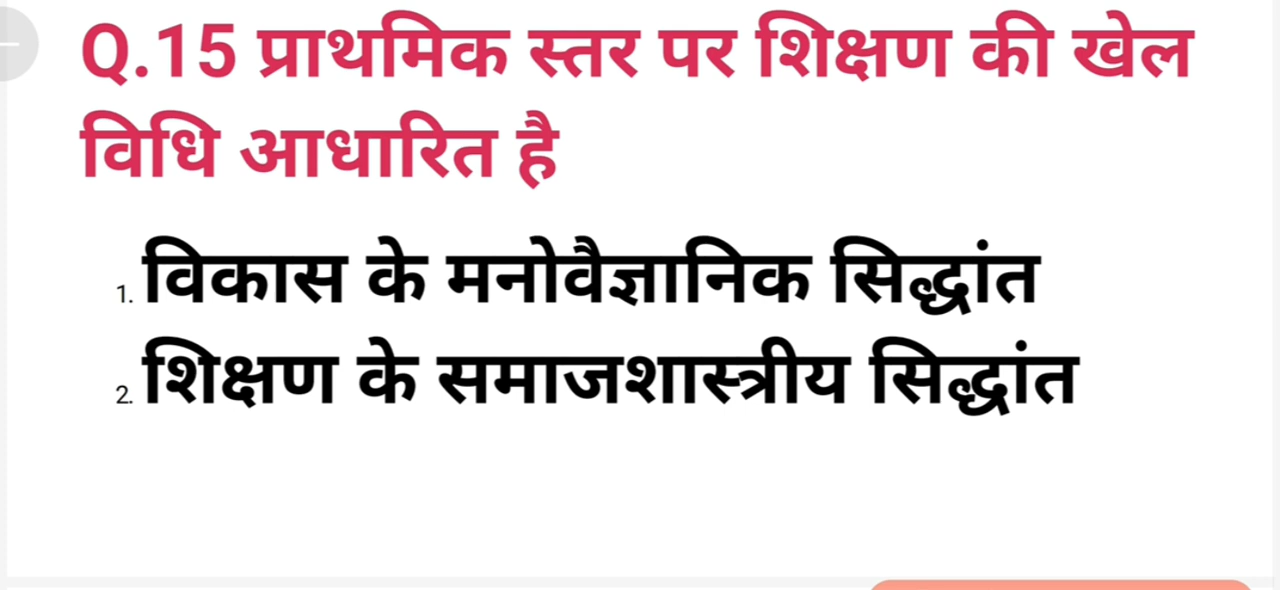 Q.15 प्राथमिक स्तर पर शिक्षण की खेल
विधि आधारित है
1. विकास के मनोवैज्ञानिक सिद्धांत
2. शिक्षण के समाजशास्त्रीय सिद्धांत